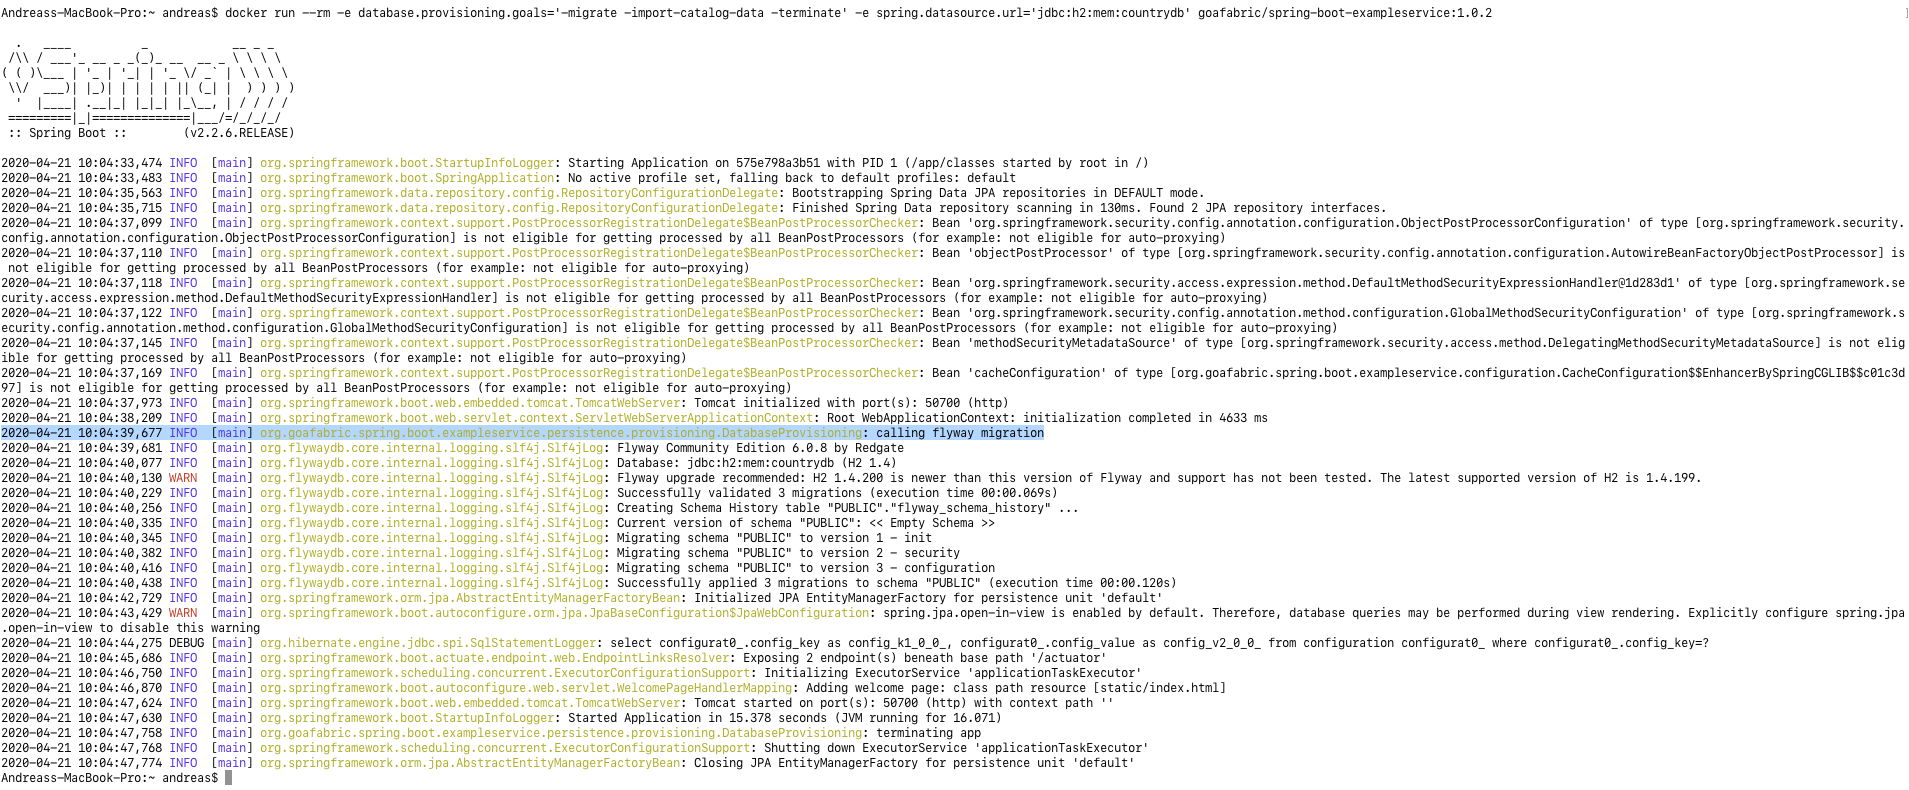 Andreass-MacBook-Pro:~ andreas$ docker run --rm -e database.provisioning.goals='-migrate -import-catalog-data -terminate' -e spring.datasource.url='jdbc:h2:mem:countrydb' goafabric/spring-boot-exampleservice:1.0.2 ]

  .   ____          _            __ _ _
 /\\ / ___'_ __ _ _(_)_ __  __ _ \ \ \ \
( ( )\___ | '_ | '_| | '_ \/ _` | \ \ \ \
 \\/  ___)| |_)| | | | | || (_| |  ) ) ) )
  '  |____| .__|_| |_|_| |_\__, | / / / /
 =========|_|==============|___/=/_/_/_/
 :: Spring Boot ::        (v2.2.6.RELEASE)

2020-04-21 10:04:33,474 INFO  [main] org.springframework.boot.StartupInfoLogger: Starting Application on 575e798a3b51 with PID 1 (/app/classes started by root in /)
2020-04-21 10:04:33,483 INFO  [main] org.springframework.boot.SpringApplication: No active profile set, falling back to default profiles: default
2020-04-21 10:04:35,563 INFO  [main] org.springframework.data.repository.config.RepositoryConfigurationDelegate: Bootstrapping Spring Data JPA repositories in DEFAULT mode.
2020-04-21 10:04:35,715 INFO  [main] org.springframework.data.repository.config.RepositoryConfigurationDelegate: Finished Spring Data repository scanning in 130ms. Found 2 JPA repository interfaces.
2020-04-21 10:04:37,099 INFO  [main] org.springframework.context.support.PostProcessorRegistrationDelegate$BeanPostProcessorChecker: Bean 'org.springframework.security.config.annotation.configuration.ObjectPostProcessorConfiguration' of type [org.springframework.security.
config.annotation.configuration.ObjectPostProcessorConfiguration] is not eligible for getting processed by all BeanPostProcessors (for example: not eligible for auto-proxying)
2020-04-21 10:04:37,110 INFO  [main] org.springframework.context.support.PostProcessorRegistrationDelegate$BeanPostProcessorChecker: Bean 'objectPostProcessor' of type [org.springframework.security.config.annotation.configuration.AutowireBeanFactoryObjectPostProcessor] is
 not eligible for getting processed by all BeanPostProcessors (for example: not eligible for auto-proxying)
2020-04-21 10:04:37,118 INFO  [main] org.springframework.context.support.PostProcessorRegistrationDelegate$BeanPostProcessorChecker: Bean 'org.springframework.security.access.expression.method.DefaultMethodSecurityExpressionHandler@1d283d1' of type [org.springframework.se
curity.access.expression.method.DefaultMethodSecurityExpressionHandler] is not eligible for getting processed by all BeanPostProcessors (for example: not eligible for auto-proxying)
2020-04-21 10:04:37,122 INFO  [main] org.springframework.context.support.PostProcessorRegistrationDelegate$BeanPostProcessorChecker: Bean 'org.springframework.security.config.annotation.method.configuration.GlobalMethodSecurityConfiguration' of type [org.springframework.s
ecurity.config.annotation.method.configuration.GlobalMethodSecurityConfiguration] is not eligible for getting processed by all BeanPostProcessors (for example: not eligible for auto-proxying)
2020-04-21 10:04:37,145 INFO  [main] org.springframework.context.support.PostProcessorRegistrationDelegate$BeanPostProcessorChecker: Bean 'methodSecurityMetadataSource' of type [org.springframework.security.access.method.DelegatingMethodSecurityMetadataSource] is not elig
ible for getting processed by all BeanPostProcessors (for example: not eligible for auto-proxying)
2020-04-21 10:04:37,169 INFO  [main] org.springframework.context.support.PostProcessorRegistrationDelegate$BeanPostProcessorChecker: Bean 'cacheConfiguration' of type [org.goafabric.spring.boot.exampleservice.configuration.CacheConfiguration$$EnhancerBySpringCGLIB$$c01c3d
97] is not eligible for getting processed by all BeanPostProcessors (for example: not eligible for auto-proxying)
2020-04-21 10:04:37,973 INFO  [main] org.springframework.boot.web.embedded.tomcat.TomcatWebServer: Tomcat initialized with port(s): 50700 (http)
2020-04-21 10:04:38,209 INFO  [main] org.springframework.boot.web.servlet.context.ServletWebServerApplicationContext: Root WebApplicationContext: initialization completed in 4633 ms
2020-04-21 10:04:39,677 INFO  [main] org.goafabric.spring.boot.exampleservice.persistence.provisioning.DatabaseProvisioning: calling flyway migration
2020-04-21 10:04:39,681 INFO  [main] org.flywaydb.core.internal.logging.slf4j.Slf4jLog: Flyway Community Edition 6.0.8 by Redgate
2020-04-21 10:04:40,077 INFO  [main] org.flywaydb.core.internal.logging.slf4j.Slf4jLog: Database: jdbc:h2:mem:countrydb (H2 1.4)
2020-04-21 10:04:40,130 WARN  [main] org.flywaydb.core.internal.logging.slf4j.Slf4jLog: Flyway upgrade recommended: H2 1.4.200 is newer than this version of Flyway and support has not been tested. The latest supported version of H2 is 1.4.199.
2020-04-21 10:04:40,229 INFO  [main] org.flywaydb.core.internal.logging.slf4j.Slf4jLog: Successfully validated 3 migrations (execution time 00:00.069s)
2020-04-21 10:04:40,256 INFO  [main] org.flywaydb.core.internal.logging.slf4j.Slf4jLog: Creating Schema History table "PUBLIC"."flyway_schema_history" ...
2020-04-21 10:04:40,335 INFO  [main] org.flywaydb.core.internal.logging.slf4j.Slf4jLog: Current version of schema "PUBLIC": << Empty Schema >>
2020-04-21 10:04:40,345 INFO  [main] org.flywaydb.core.internal.logging.slf4j.Slf4jLog: Migrating schema "PUBLIC" to version 1 - init
2020-04-21 10:04:40,382 INFO  [main] org.flywaydb.core.internal.logging.slf4j.Slf4jLog: Migrating schema "PUBLIC" to version 2 - security
2020-04-21 10:04:40,416 INFO  [main] org.flywaydb.core.internal.logging.slf4j.Slf4jLog: Migrating schema "PUBLIC" to version 3 - configuration
2020-04-21 10:04:40,438 INFO  [main] org.flywaydb.core.internal.logging.slf4j.Slf4jLog: Successfully applied 3 migrations to schema "PUBLIC" (execution time 00:00.120s)
2020-04-21 10:04:42,729 INFO  [main] org.springframework.orm.jpa.AbstractEntityManagerFactoryBean: Initialized JPA EntityManagerFactory for persistence unit 'default'
2020-04-21 10:04:43,429 WARN  [main] org.springframework.boot.autoconfigure.orm.jpa.JpaBaseConfiguration$JpaWebConfiguration: spring.jpa.open-in-view is enabled by default. Therefore, database queries may be performed during view rendering. Explicitly configure spring.jpa
.open-in-view to disable this warning
2020-04-21 10:04:44,275 DEBUG [main] org.hibernate.engine.jdbc.spi.SqlStatementLogger: select configurat0_.config_key as config_k1_0_0_, configurat0_.config_value as config_v2_0_0_ from configuration configurat0_ where configurat0_.config_key=?
2020-04-21 10:04:45,686 INFO  [main] org.springframework.boot.actuate.endpoint.web.EndpointLinksResolver: Exposing 2 endpoint(s) beneath base path '/actuator'
2020-04-21 10:04:46,750 INFO  [main] org.springframework.scheduling.concurrent.ExecutorConfigurationSupport: Initializing ExecutorService 'applicationTaskExecutor'
2020-04-21 10:04:46,870 INFO  [main] org.springframework.boot.autoconfigure.web.servlet.WelcomePageHandlerMapping: Adding welcome page: class path resource [static/index.html]
2020-04-21 10:04:47,624 INFO  [main] org.springframework.boot.web.embedded.tomcat.TomcatWebServer: Tomcat started on port(s): 50700 (http) with context path ''
2020-04-21 10:04:47,630 INFO  [main] org.springframework.boot.StartupInfoLogger: Started Application in 15.378 seconds (JVM running for 16.071)
2020-04-21 10:04:47,758 INFO  [main] org.goafabric.spring.boot.exampleservice.persistence.provisioning.DatabaseProvisioning: terminating app
2020-04-21 10:04:47,768 INFO  [main] org.springframework.scheduling.concurrent.ExecutorConfigurationSupport: Shutting down ExecutorService 'applicationTaskExecutor'
2020-04-21 10:04:47,774 INFO  [main] org.springframework.orm.jpa.AbstractEntityManagerFactoryBean: Closing JPA EntityManagerFactory for persistence unit 'default'
Andreass-MacBook-Pro:~ andreas$